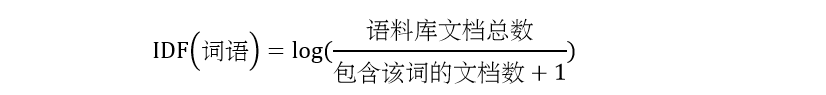 IDF(词语) = log(语料库文档总数 / 包含该词的文档数 + 1)